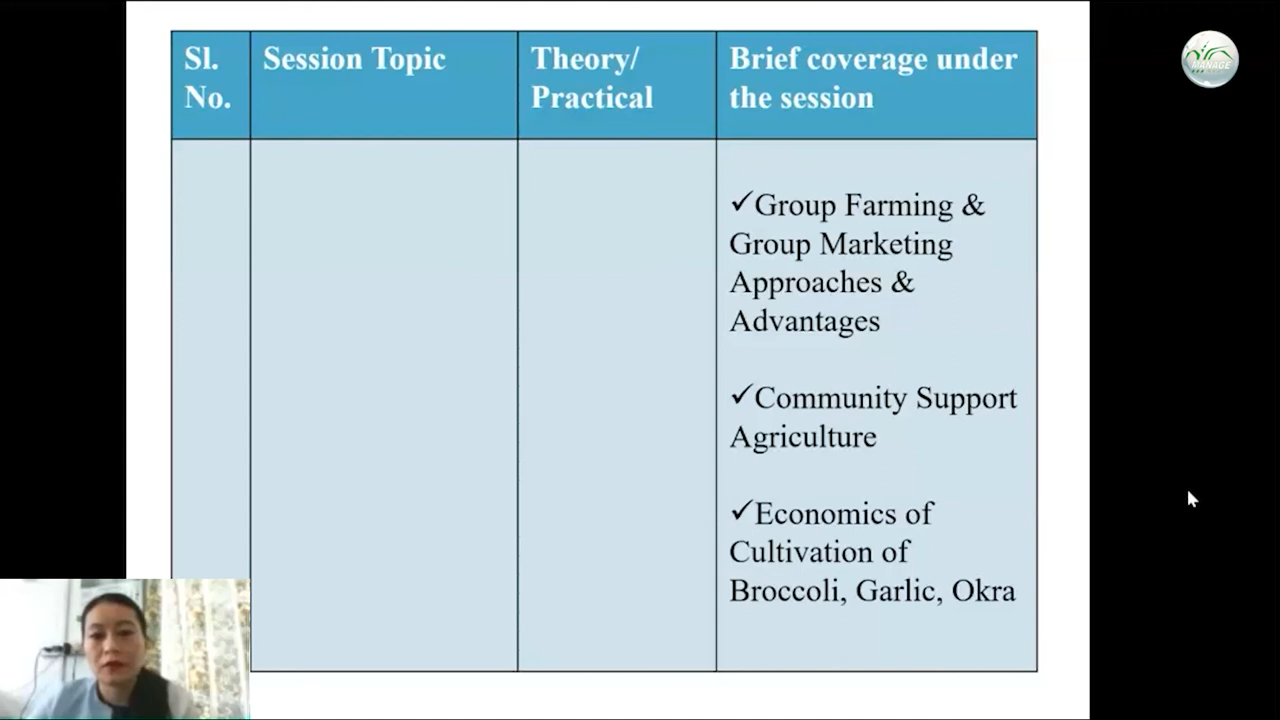 Sl.
No.
Session Topic
Theory/
Practical
Brief coverage under
the session
✓Group Farming &
Group Marketing
Approaches &
Advantages
✓Community Support
Agriculture
✓Economics of
Cultivation of
Broccoli, Garlic, Okra
MANAGE